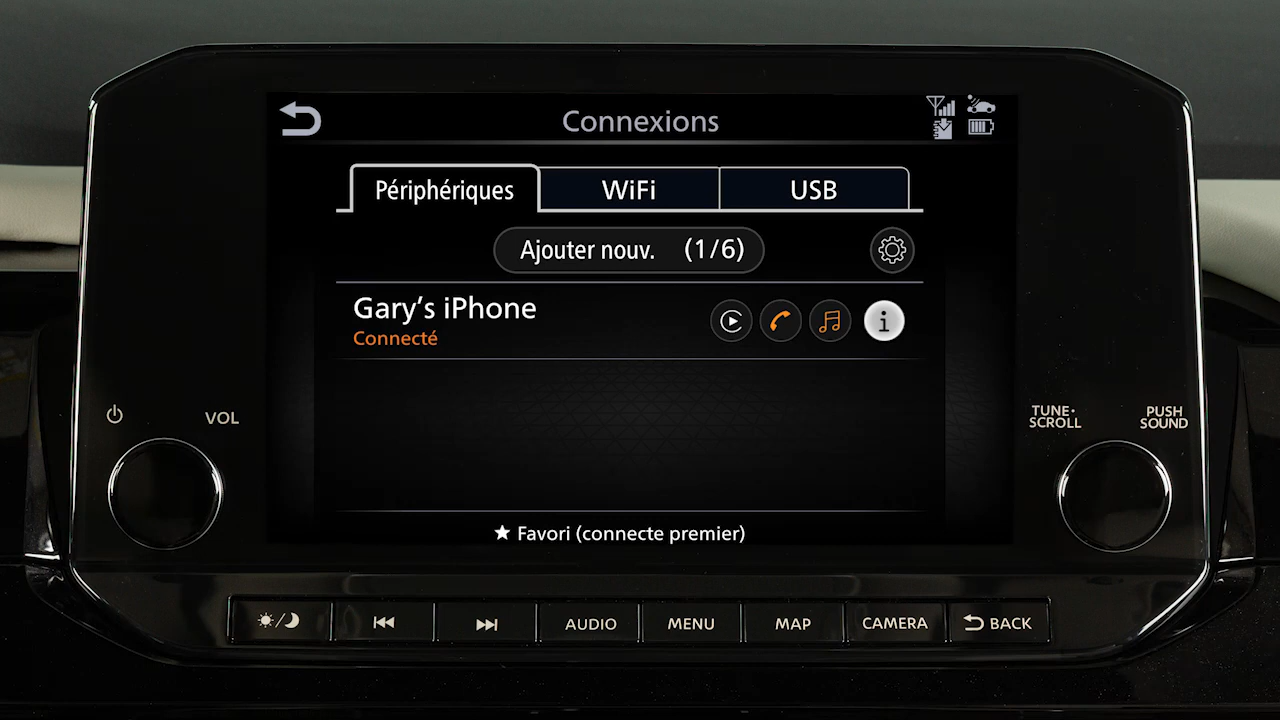 Connexions
Périphériques
WiFi
USB
Ajouter nouv. (1/6)
Gary's iPhone
Connecté
★ Favori (connecte premier)
VOL
TUNE•
SCROLL
PUSH
SOUND
AUDIO
MENU
MAP
CAMERA
BACK